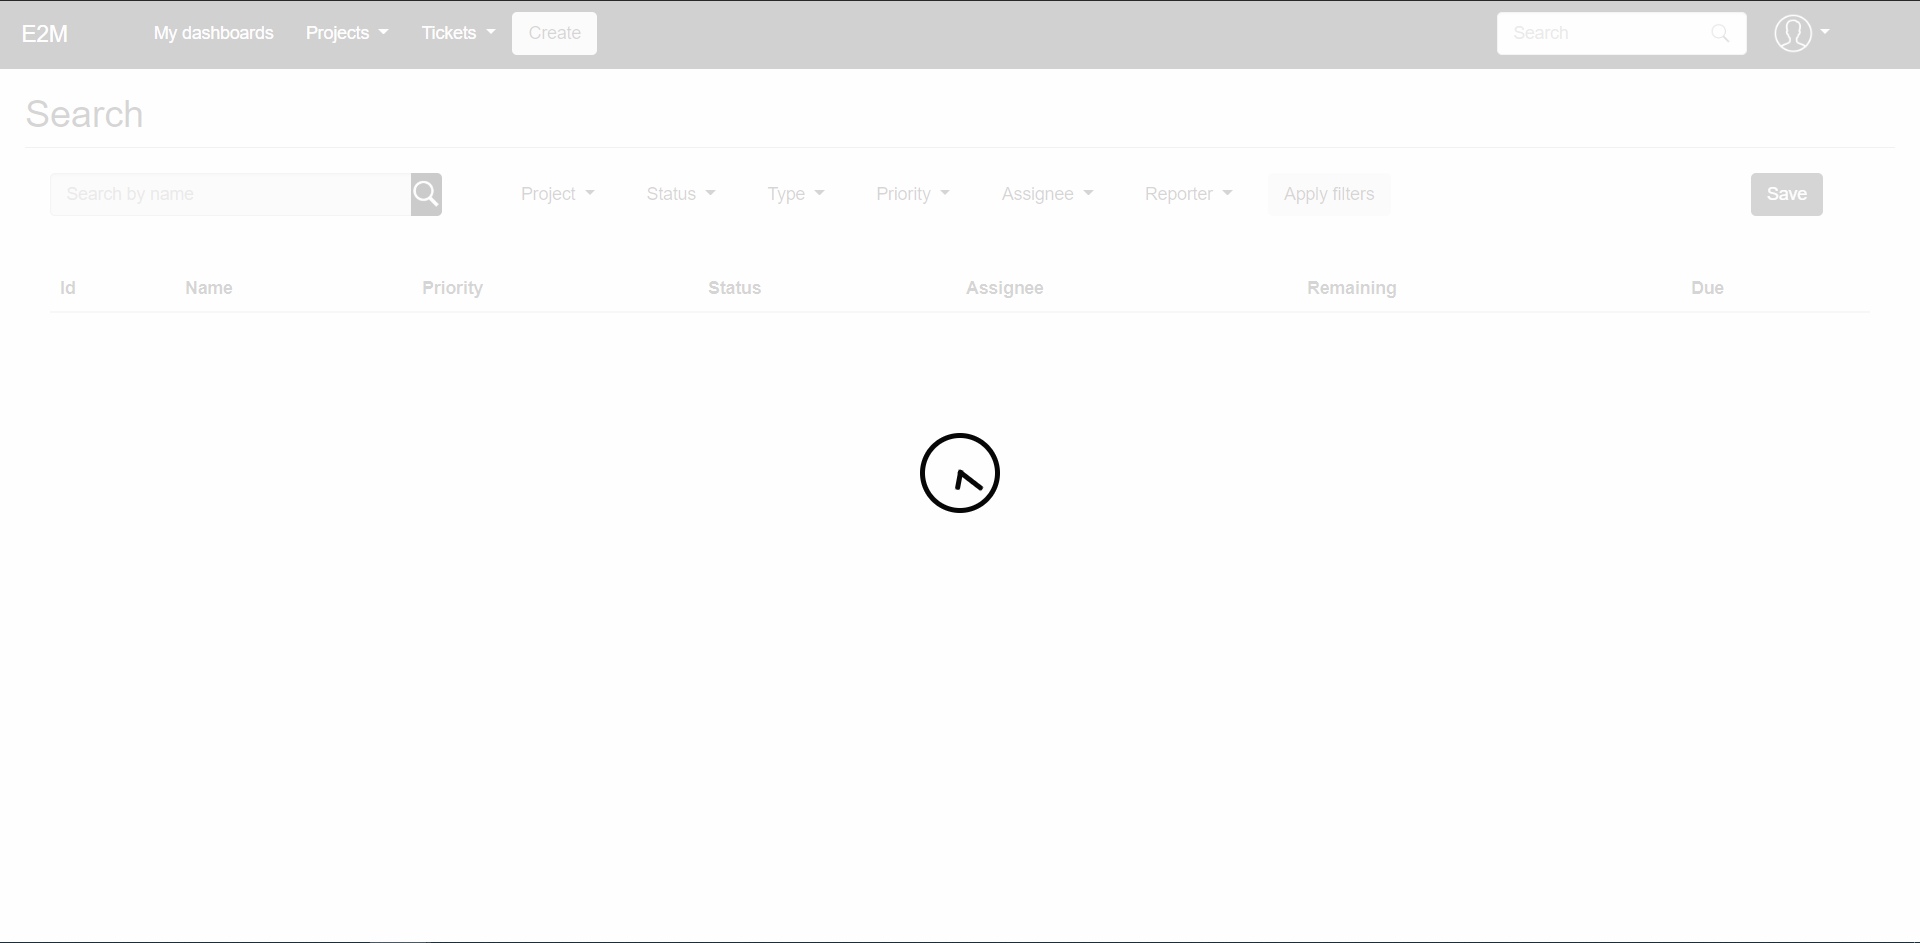 E2M My dashboards Projects Tickets Create Search
Search
Search by name Project Status Type Priority Assignee Reporter Apply filters Save
Id Name Priority Status Assignee Remaining Due